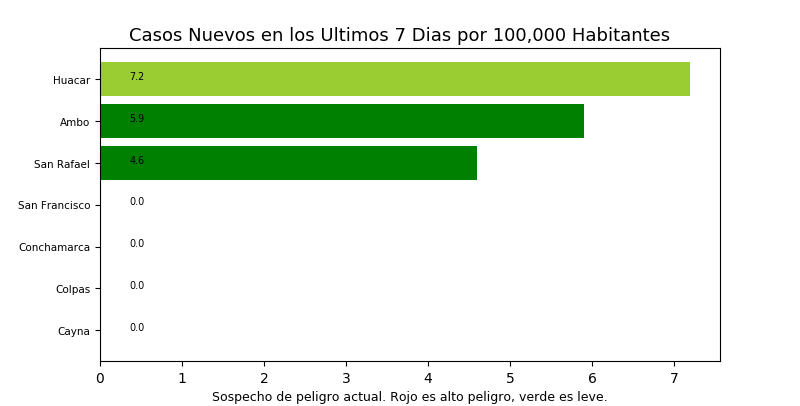 Casos Nuevos en los Ultimos 7 Dias por 100,000 Habitantes
Huacar 7.2
Ambo 5.9
San Rafael 4.6
San Francisco 0.0
Conchamarca 0.0
Colpas 0.0
Cayna 0.0
0 1 2 3 4 5 6 7
Sospecho de peligro actual. Rojo es alto peligro, verde es leve.